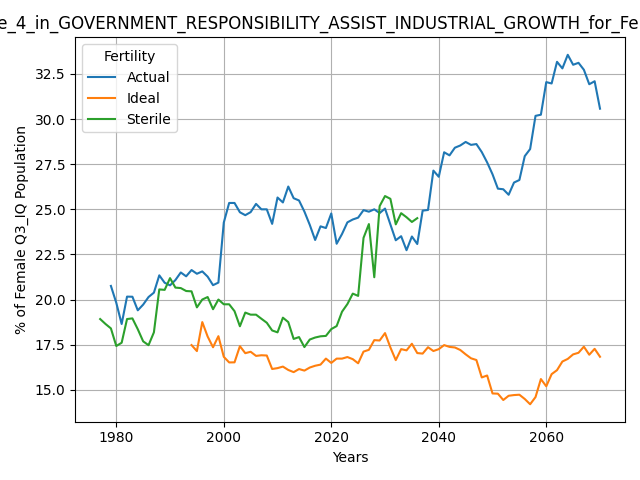 e_4_in_GOVERNMENT_RESPONSIBILITY_ASSIST_INDUSTRIAL_GROWTH_for_Fe
Fertility
Actual
Ideal
Sterile
% of Female Q3_IQ Population
32.5
30.0
27.5
25.0
22.5
20.0
17.5
15.0
1980 2000 2020 2040 2060
Years